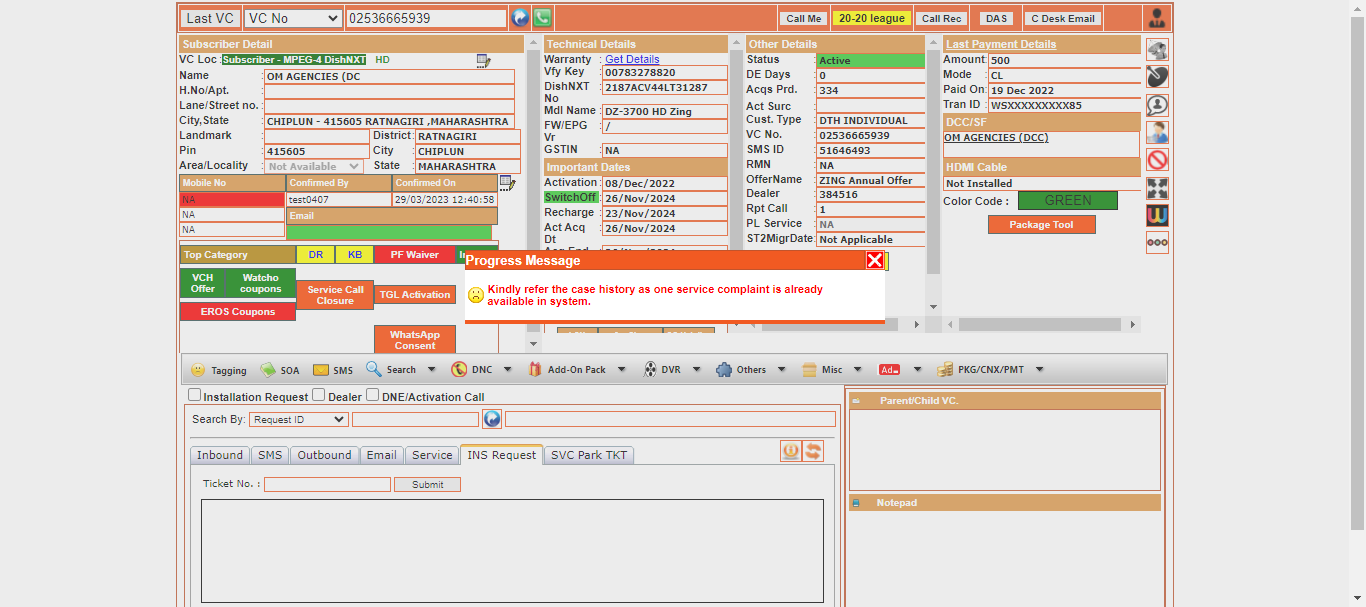 Last VC VC No 02536665939 Call Me 20-20 league Call Rec DAS C Desk Email
Subscriber Detail
VC Loc : Subscriber - MPEG-4 DishNXT HD
Name : OM AGENCIES (DC
H.No/Apt. :
Lane/Street no. :
City,State : CHIPLUN - 415605 RATNAGIRI ,MAHARASHTRA
Landmark : District : RATNAGIRI
Pin : 415605 City : CHIPLUN
Area/Locality : Not Available State : MAHARASHTRA
Mobile No Confirmed By Confirmed On
NA test0407 29/03/2023 12:40:58
NA Email
NA
Top Category DR KB PF Waiver
VCH Offer Watcho coupons Service Call Closure TGL Activation
EROS Coupons
WhatsApp Consent
Technical Details
Warranty : Get Details
Vfy Key : 00783278820
DishNXT No : 2187ACV44LT31287
Mdl Name : DZ-3700 HD Zing
FW/EPG Vr : /
GSTIN : NA
Important Dates
Activation : 08/Dec/2022
SwitchOff : 26/Nov/2024
Recharge : 23/Nov/2024
Act Acq Dt : 26/Nov/2024
Other Details
Status : Active
DE Days : 0
Acqs Prd. : 334
Act Surc :
Cust. Type : DTH INDIVIDUAL
VC No. : 02536665939
SMS ID : 51646493
RMN : NA
OfferName : ZING Annual Offer
Dealer : 384516
Rpt Call : 1
PL Service : NA
ST2MigrDate: Not Applicable
Last Payment Details
Amount: 500
Mode : CL
Paid On: 19 Dec 2022
Tran ID : WSXXXXXXXXX85
DCC/SF
OM AGENCIES (DCC)
HDMI Cable
Not Installed
Color Code : GREEN
Package Tool
Progress Message
Kindly refer the case history as one service complaint is already
available in system.
Tagging SOA SMS Search DNC Add-On Pack DVR Others Misc Ad PKG/CNX/PMT
Installation Request Dealer DNE/Activation Call
Search By: Request ID
Inbound SMS Outbound Email Service INS Request SVC Park TKT
Ticket No. : Submit
Parent/Child VC.
Notepad